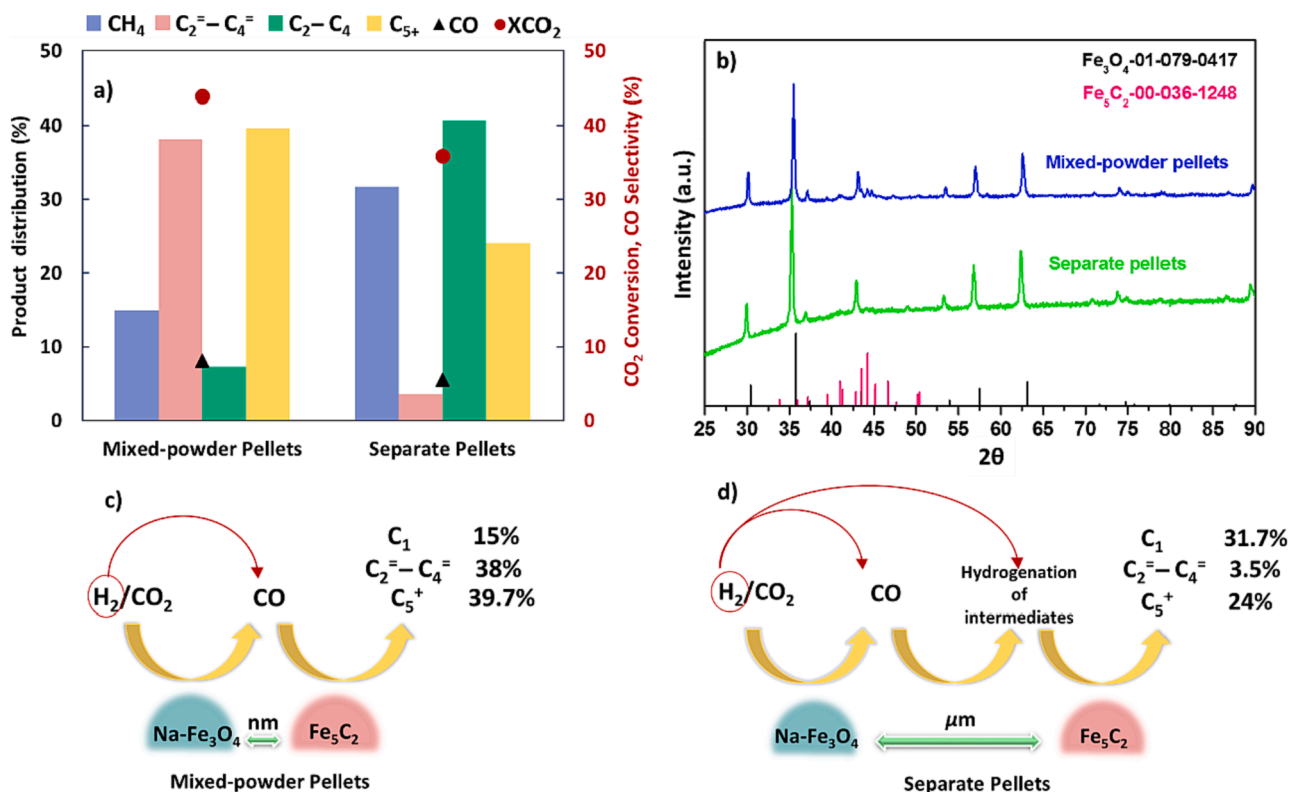 CH₄ C₂⁼– C₄⁼ C₂– C₄ C₅₊ CO XCO₂
a)
50
40
30
20
10
0
Product distribution (%)
50
40
30
20
10
0
CO₂ Conversion, CO Selectivity (%)
Mixed-powder Pellets Separate Pellets
b)
Fe₃O₄-01-079-0417
Fe₅C₂-00-036-1248
Mixed-powder pellets
Separate pellets
Intensity (a.u.)
25 30 35 40 45 50 55 60 65 70 75 80 85 90
2θ
c)
H₂/CO₂ CO
C₁ 15%
C₂⁼– C₄⁼ 38%
C₅⁺ 39.7%
Na-Fe₃O₄ nm Fe₅C₂
Mixed-powder Pellets
d)
H₂/CO₂ CO
Hydrogenation
of
intermediates
C₁ 31.7%
C₂⁼– C₄⁼ 3.5%
C₅⁺ 24%
Na-Fe₃O₄ μm Fe₅C₂
Separate Pellets